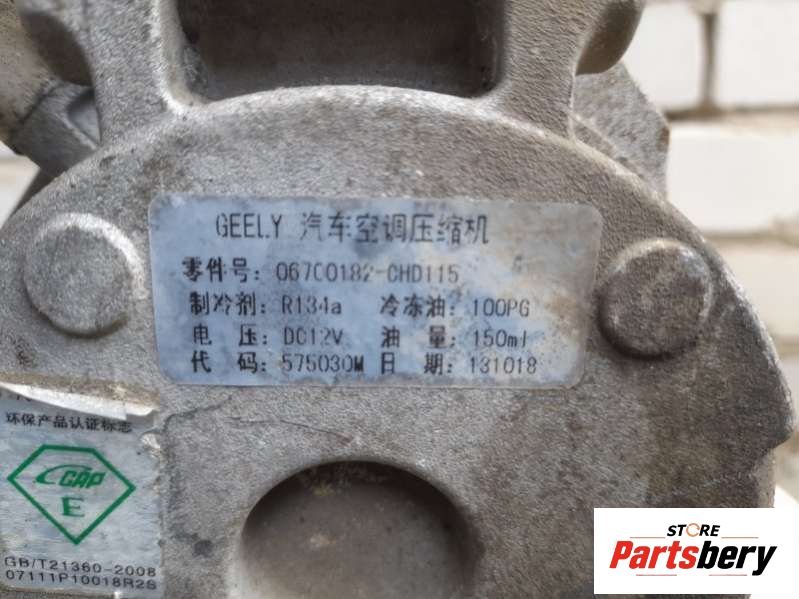 GEELY 汽车空调压缩机
零件号: 06700182-CHD115
制冷剂: R134a 冷冻油: 100PG
电 压: DC12V 油 量: 150ml
代 码: 575030M 日 期: 131018
环保产品认证标志
CAP
E
GB/T21360-2008
07111P10018R2S
STORE
Partsbery